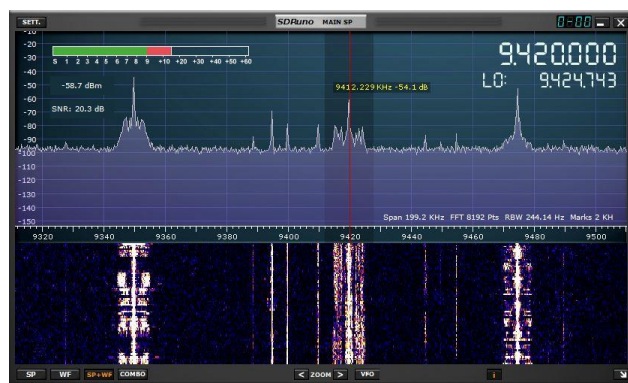 SETT.
SDRuno MAIN SP
0-00
-10
-20
-30
-40
-50
-60
-70
-80
-90
-100
-110
-120
-130
-140
-150
S 1 2 3 4 5 6 7 8 9 +10 +20 +30 +40 +50 +60
-58.7 dBm
SNR: 20.3 dB
9.420.000
LO: 9.424.743
9412.229 KHz -54.1 dB
Span 199.2 KHz FFT 8192 Pts RBW 244.14 Hz Marks 2 KH
9320 9340 9360 9380 9400 9420 9440 9460 9480 9500
SP WF SP+WF COMBO < ZOOM > VFO i